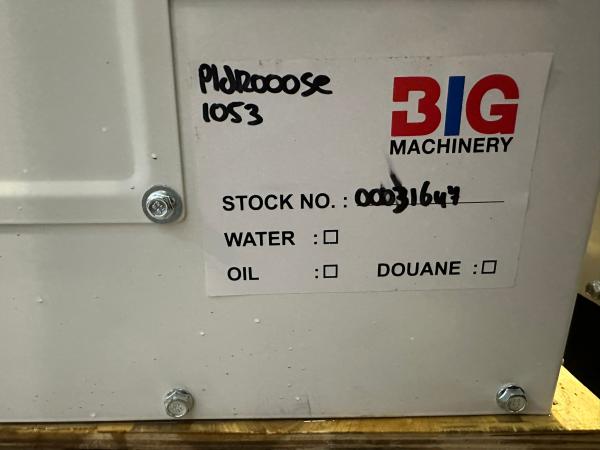 PldR000Se
1053
BIG
MACHINERY
STOCK NO. : 00031647
WATER :
OIL : DOUANE :